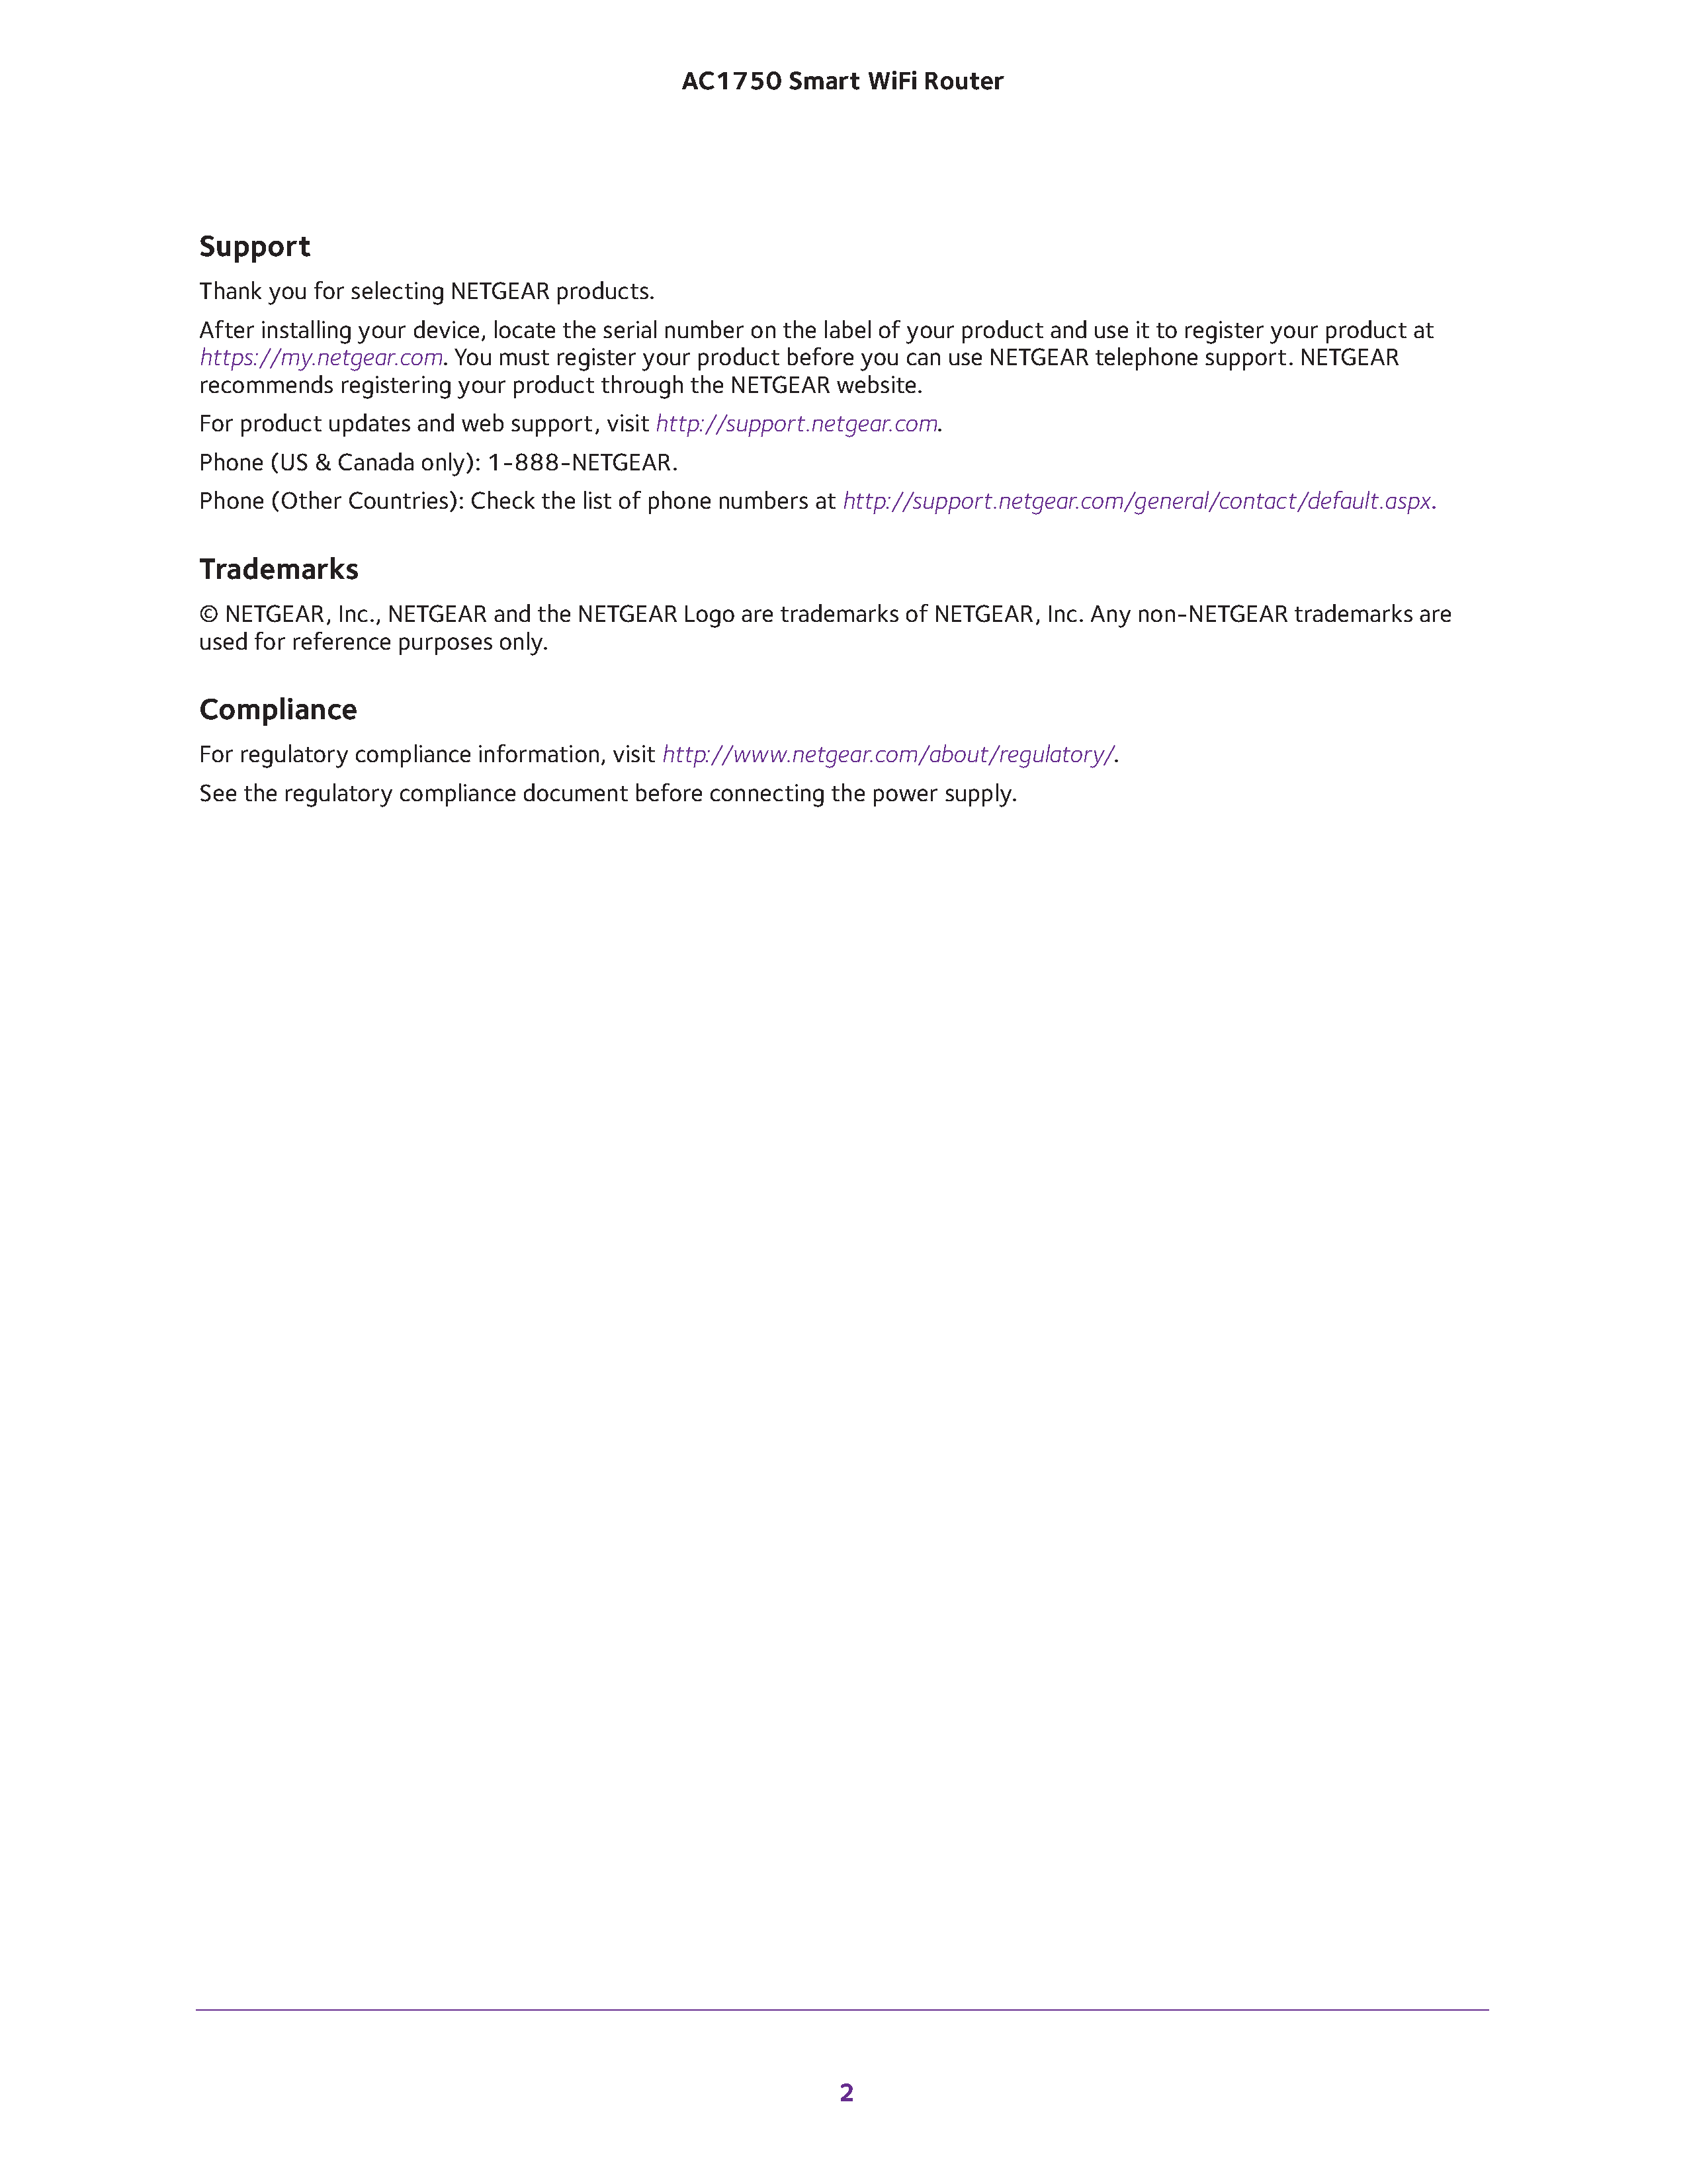 AC1750 Smart WiFi Router
Support
Thank you for selecting NETGEAR products.
After installing your device, locate the serial number on the label of your product and use it to register your product at
https://my.netgear.com. You must register your product before you can use NETGEAR telephone support. NETGEAR
recommends registering your product through the NETGEAR website.
For product updates and web support, visit http://support.netgear.com.
Phone (US & Canada only): 1-888-NETGEAR.
Phone (Other Countries): Check the list of phone numbers at http://support.netgear.com/general/contact/default.aspx.
Trademarks
© NETGEAR, Inc., NETGEAR and the NETGEAR Logo are trademarks of NETGEAR, Inc. Any non-NETGEAR trademarks are
used for reference purposes only.
Compliance
For regulatory compliance information, visit http://www.netgear.com/about/regulatory/.
See the regulatory compliance document before connecting the power supply.
2